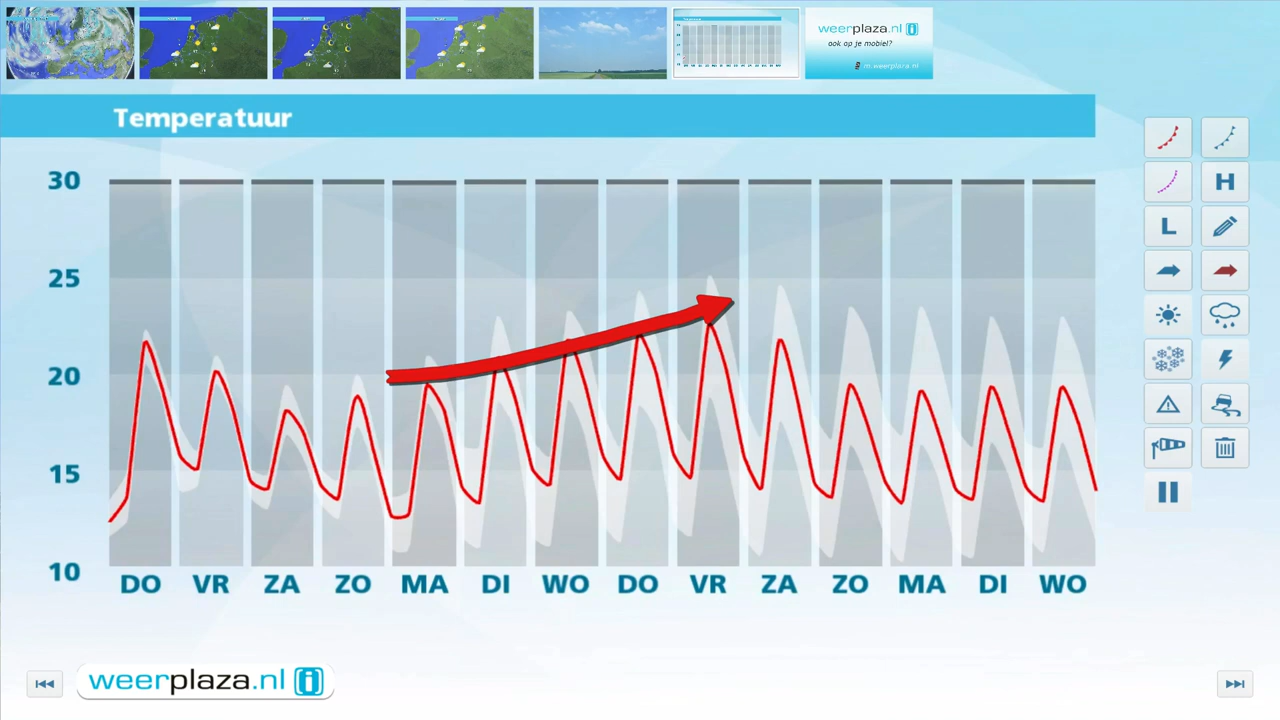 weerplaza.nl i
ook op je mobiel?
m.weerplaza.nl
Temperatuur
30
25
20
15
10
DO VR ZA ZO MA DI WO DO VR ZA ZO MA DI WO
H
L
weerplaza.nl i